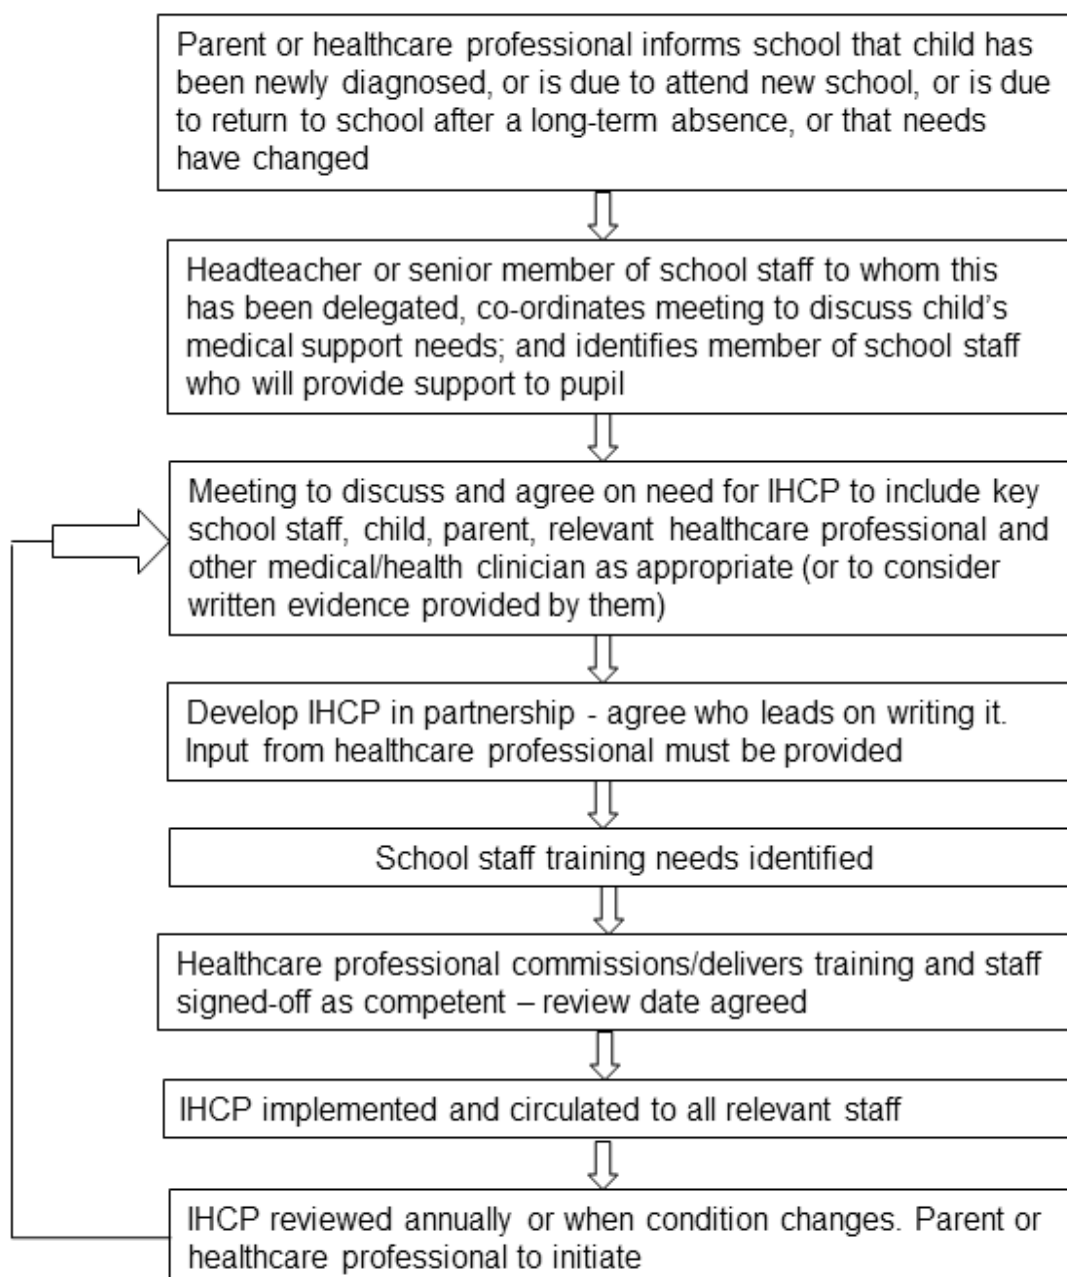 Parent or healthcare professional informs school that child has
been newly diagnosed, or is due to attend new school, or is due
to return to school after a long-term absence, or that needs
have changed
Headteacher or senior member of school staff to whom this
has been delegated, co-ordinates meeting to discuss child's
medical support needs; and identifies member of school staff
who will provide support to pupil
Meeting to discuss and agree on need for IHCP to include key
school staff, child, parent, relevant healthcare professional and
other medical/health clinician as appropriate (or to consider
written evidence provided by them)
Develop IHCP in partnership - agree who leads on writing it.
Input from healthcare professional must be provided
School staff training needs identified
Healthcare professional commissions/delivers training and staff
signed-off as competent – review date agreed
IHCP implemented and circulated to all relevant staff
IHCP reviewed annually or when condition changes. Parent or
healthcare professional to initiate